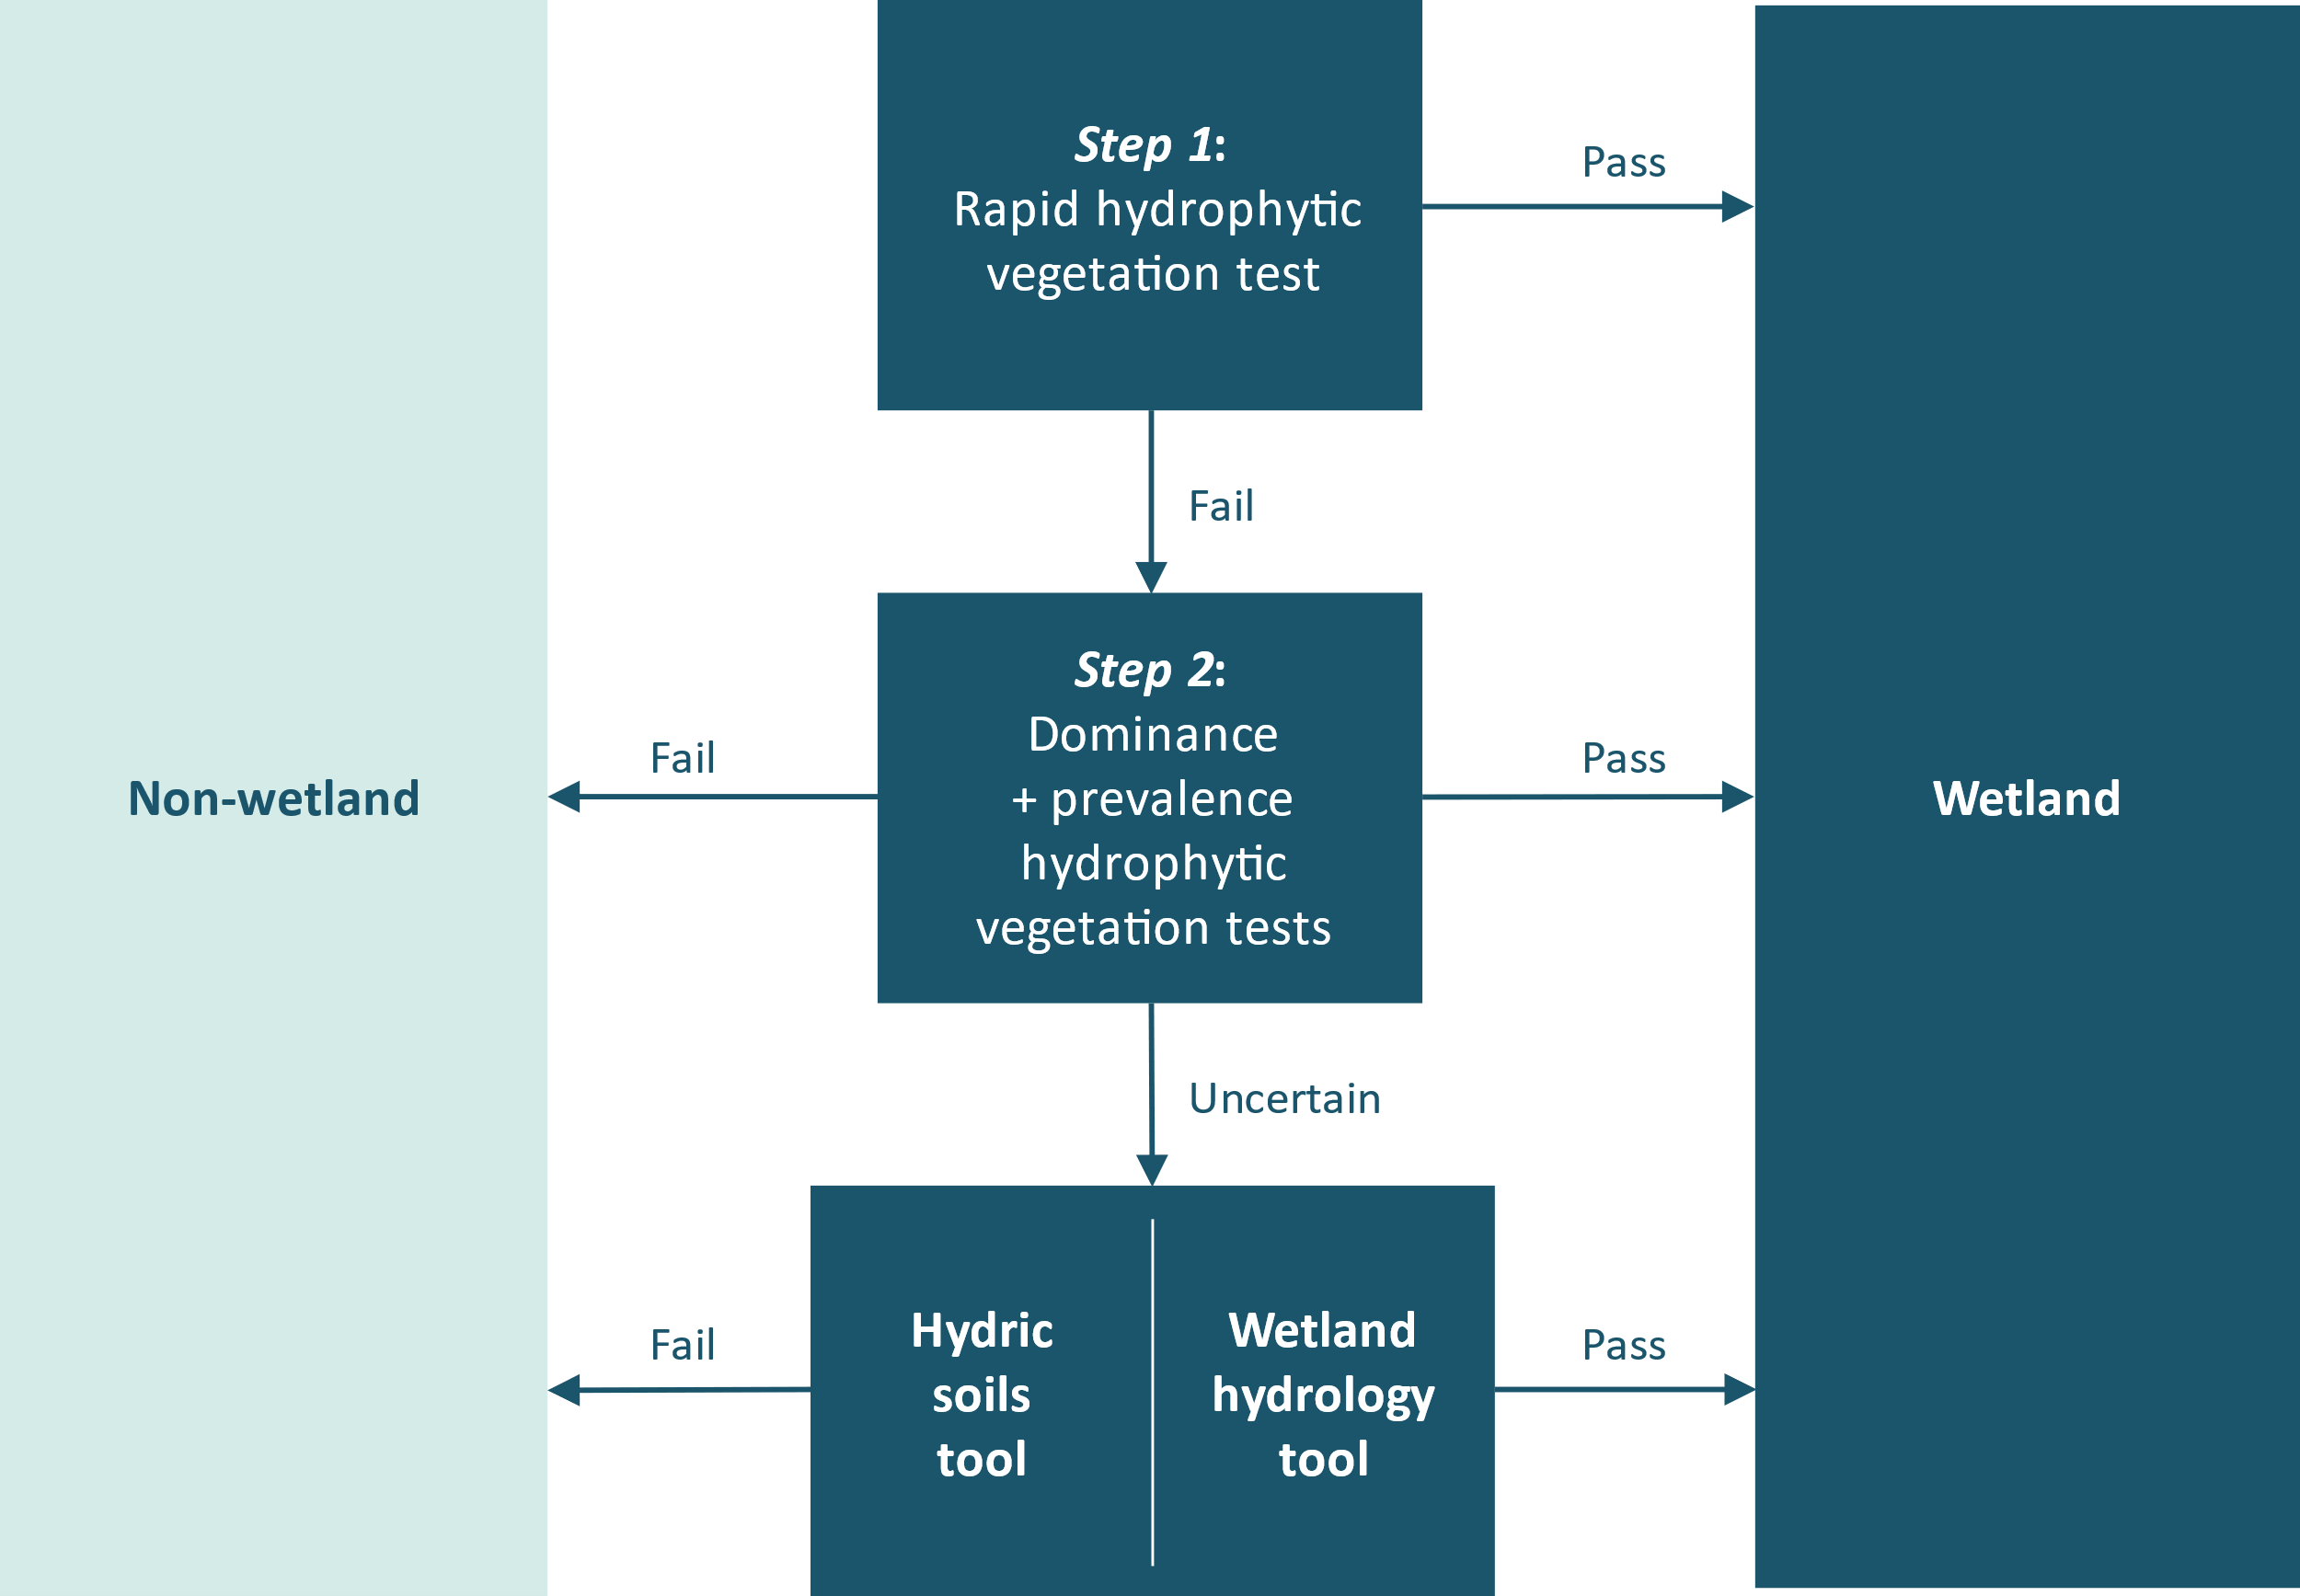 Step 1:
Rapid hydrophytic
vegetation test
Pass
Fail
Step 2:
Dominance
+ prevalence
hydrophytic
vegetation tests
Fail
Pass
Non-wetland
Wetland
Uncertain
Hydric
soils
tool
Wetland
hydrology
tool
Fail
Pass